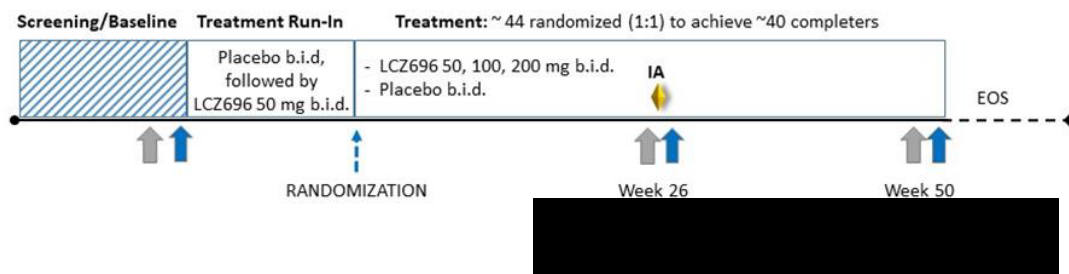 Screening/Baseline Treatment Run-In Treatment: ~ 44 randomized (1:1) to achieve ~40 completers
Placebo b.i.d,
followed by
LCZ696 50 mg b.i.d.
- LCZ696 50, 100, 200 mg b.i.d.
- Placebo b.i.d.
IA
EOS
RANDOMIZATION
Week 26
Week 50